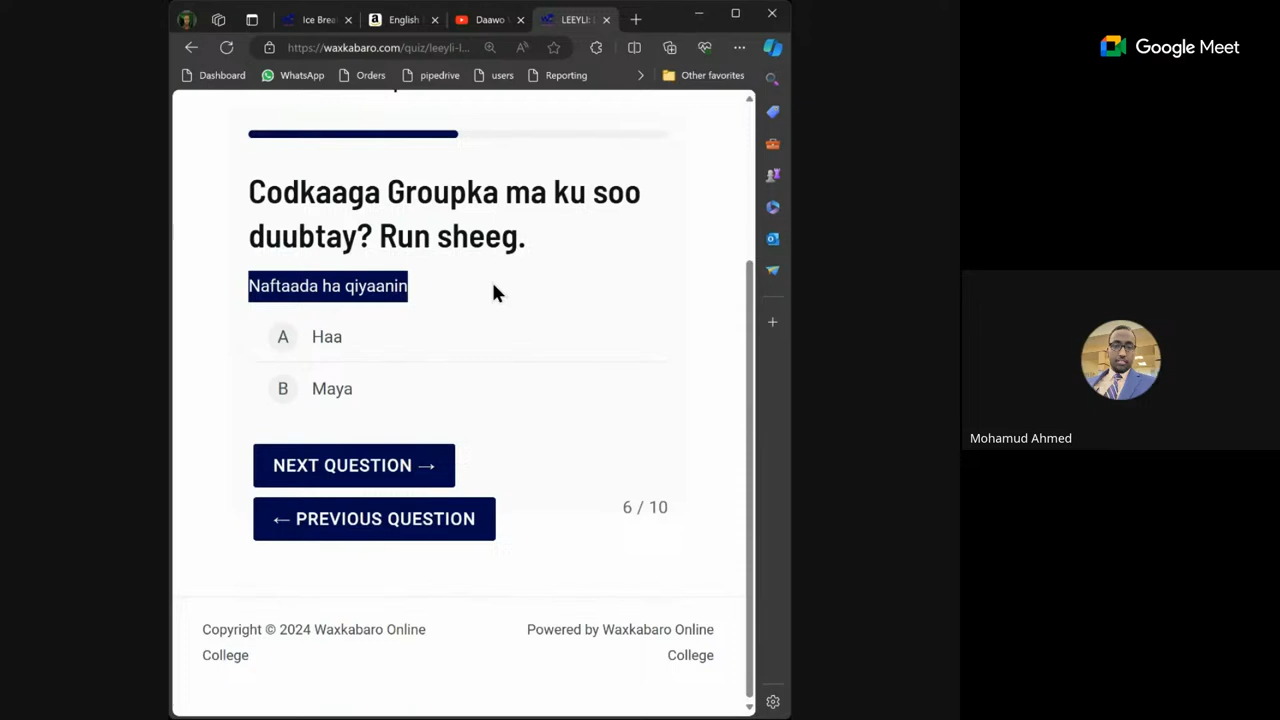 Ice Brea
English
Daawo
LEEYLI: L
https://waxkabaro.com/quiz/leeyli-l...
Dashboard
WhatsApp
Orders
pipedrive
users
Reporting
Other favorites
Google Meet
Codkaaga Groupka ma ku soo
duubtay? Run sheeg.
Naftaada ha qiyaanin
A Haa
B Maya
NEXT QUESTION →
← PREVIOUS QUESTION
6 / 10
Copyright © 2024 Waxkabaro Online
College
Powered by Waxkabaro Online
College
Mohamud Ahmed